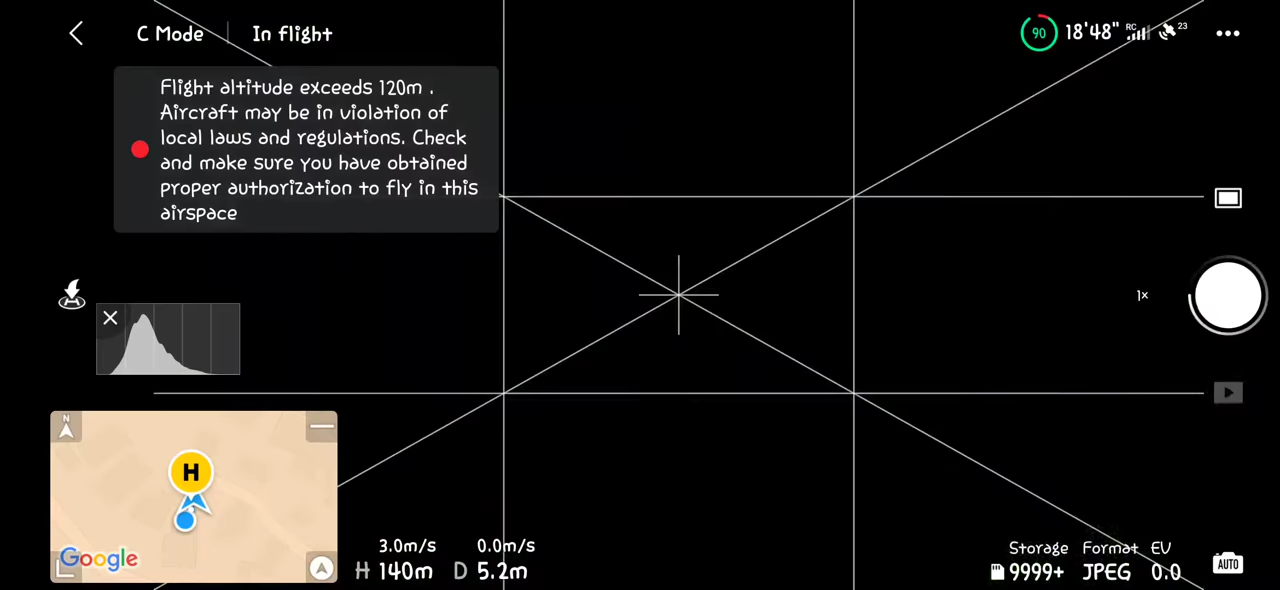 C Mode In flight
90 18'48" RC 23
Flight altitude exceeds 120m .
Aircraft may be in violation of
local laws and regulations. Check
and make sure you have obtained
proper authorization to fly in this
airspace
1×
N
H
Google
3.0m/s 0.0m/s
H 140m D 5.2m
Storage Format EV
9999+ JPEG 0.0
AUTO